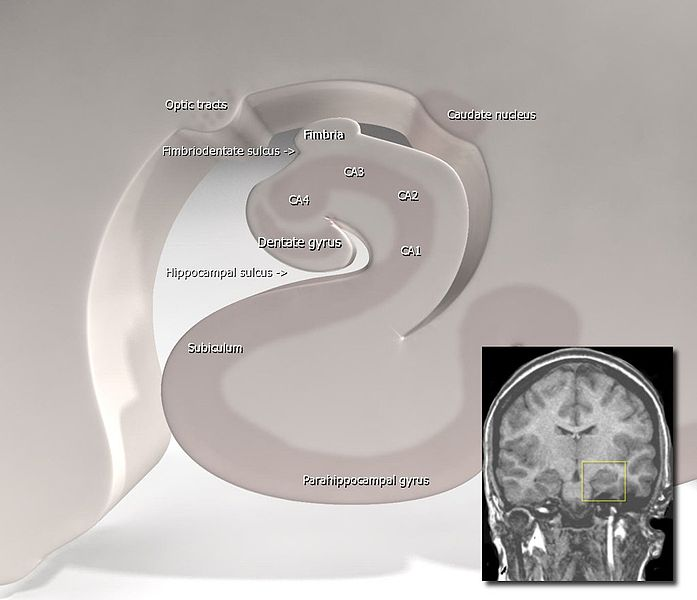 Optic tracts
Caudate nucleus
Fimbria
Fimbriodentate sulcus ->
CA3
CA2
CA4
Dentate gyrus
CA1
Hippocampal sulcus ->
Subiculum
Parahippocampal gyrus